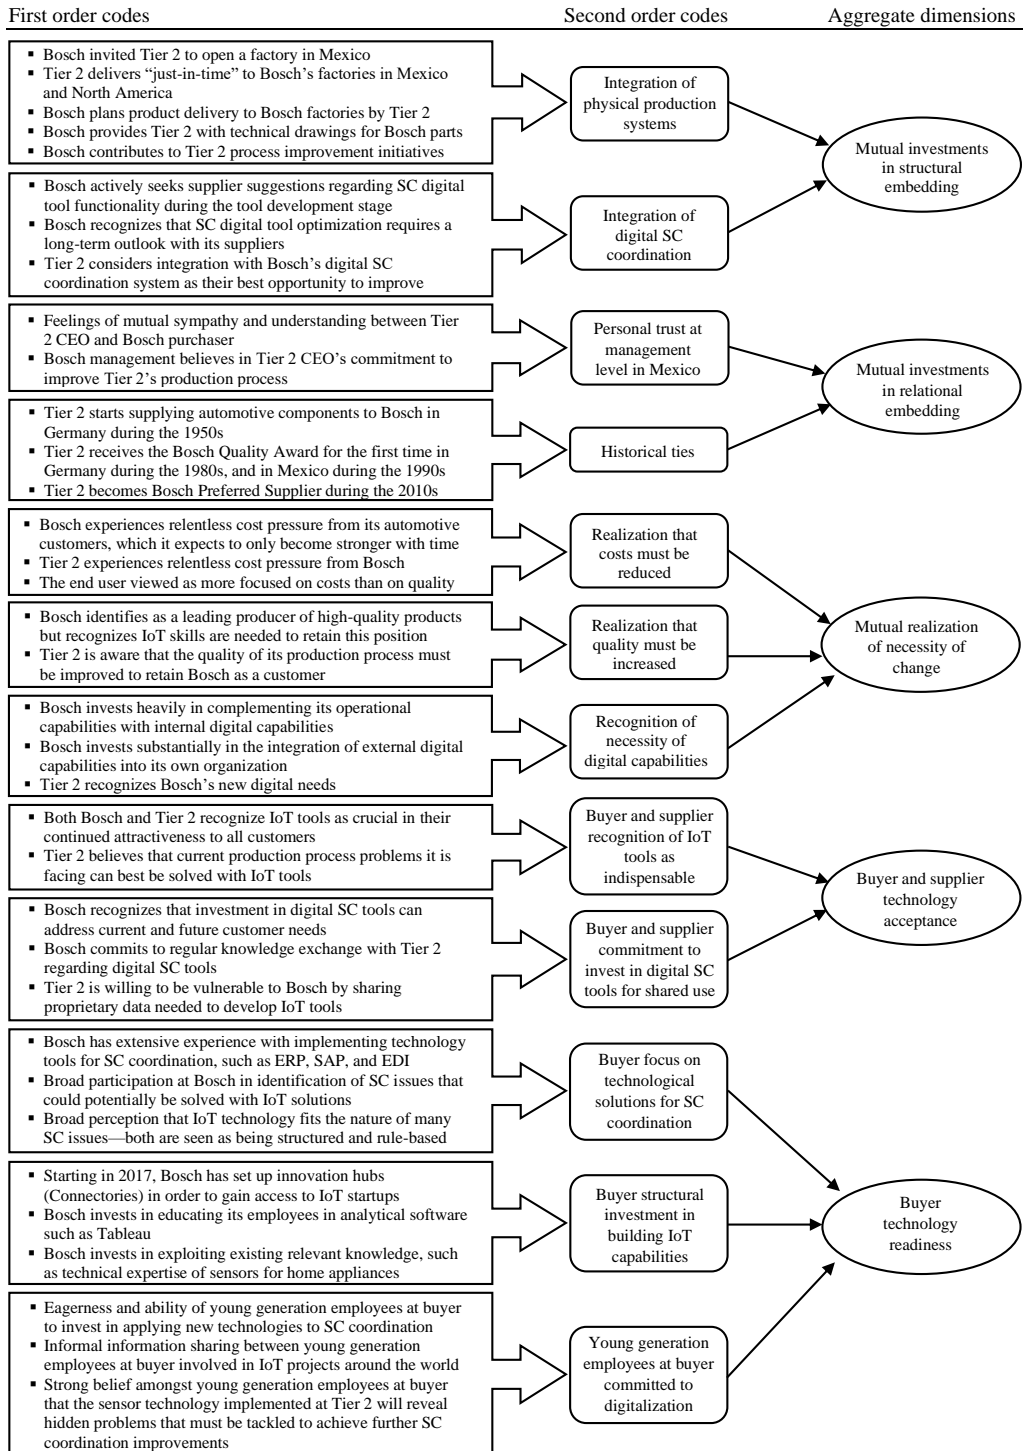 First order codes
Second order codes
Aggregate dimensions
▪ Bosch invited Tier 2 to open a factory in Mexico
▪ Tier 2 delivers “just-in-time” to Bosch’s factories in Mexico
and North America
▪ Bosch plans product delivery to Bosch factories by Tier 2
▪ Bosch provides Tier 2 with technical drawings for Bosch parts
▪ Bosch contributes to Tier 2 process improvement initiatives
Integration of
physical production
systems
▪ Bosch actively seeks supplier suggestions regarding SC digital
tool functionality during the tool development stage
▪ Bosch recognizes that SC digital tool optimization requires a
long-term outlook with its suppliers
▪ Tier 2 considers integration with Bosch’s digital SC
coordination system as their best opportunity to improve
Integration of
digital SC
coordination
Mutual investments
in structural
embedding
▪ Feelings of mutual sympathy and understanding between Tier
2 CEO and Bosch purchaser
▪ Bosch management believes in Tier 2 CEO’s commitment to
improve Tier 2’s production process
Personal trust at
management
level in Mexico
▪ Tier 2 starts supplying automotive components to Bosch in
Germany during the 1950s
▪ Tier 2 receives the Bosch Quality Award for the first time in
Germany during the 1980s, and in Mexico during the 1990s
▪ Tier 2 becomes Bosch Preferred Supplier during the 2010s
Historical ties
Mutual investments
in relational
embedding
▪ Bosch experiences relentless cost pressure from its automotive
customers, which it expects to only become stronger with time
▪ Tier 2 experiences relentless cost pressure from Bosch
▪ The end user viewed as more focused on costs than on quality
Realization that
costs must be
reduced
▪ Bosch identifies as a leading producer of high-quality products
but recognizes IoT skills are needed to retain this position
▪ Tier 2 is aware that the quality of its production process must
be improved to retain Bosch as a customer
Realization that
quality must be
increased
▪ Bosch invests heavily in complementing its operational
capabilities with internal digital capabilities
▪ Bosch invests substantially in the integration of external digital
capabilities into its own organization
▪ Tier 2 recognizes Bosch’s new digital needs
Recognition of
necessity of
digital capabilities
Mutual realization
of necessity of
change
▪ Both Bosch and Tier 2 recognize IoT tools as crucial in their
continued attractiveness to all customers
▪ Tier 2 believes that current production process problems it is
facing can best be solved with IoT tools
Buyer and supplier
recognition of IoT
tools as
indispensable
▪ Bosch recognizes that investment in digital SC tools can
address current and future customer needs
▪ Bosch commits to regular knowledge exchange with Tier 2
regarding digital SC tools
▪ Tier 2 is willing to be vulnerable to Bosch by sharing
proprietary data needed to develop IoT tools
Buyer and supplier
commitment to
invest in digital SC
tools for shared use
Buyer and supplier
technology
acceptance
▪ Bosch has extensive experience with implementing technology
tools for SC coordination, such as ERP, SAP, and EDI
▪ Broad participation at Bosch in identification of SC issues that
could potentially be solved with IoT solutions
▪ Broad perception that IoT technology fits the nature of many
SC issues—both are seen as being structured and rule-based
Buyer focus on
technological
solutions for SC
coordination
▪ Starting in 2017, Bosch has set up innovation hubs
(Connectories) in order to gain access to IoT startups
▪ Bosch invests in educating its employees in analytical software
such as Tableau
▪ Bosch invests in exploiting existing relevant knowledge, such
as technical expertise of sensors for home appliances
Buyer structural
investment in
building IoT
capabilities
▪ Eagerness and ability of young generation employees at buyer
to invest in applying new technologies to SC coordination
▪ Informal information sharing between young generation
employees at buyer involved in IoT projects around the world
▪ Strong belief amongst young generation employees at buyer
that the sensor technology implemented at Tier 2 will reveal
hidden problems that must be tackled to achieve further SC
coordination improvements
Young generation
employees at buyer
committed to
digitalization
Buyer
technology
readiness